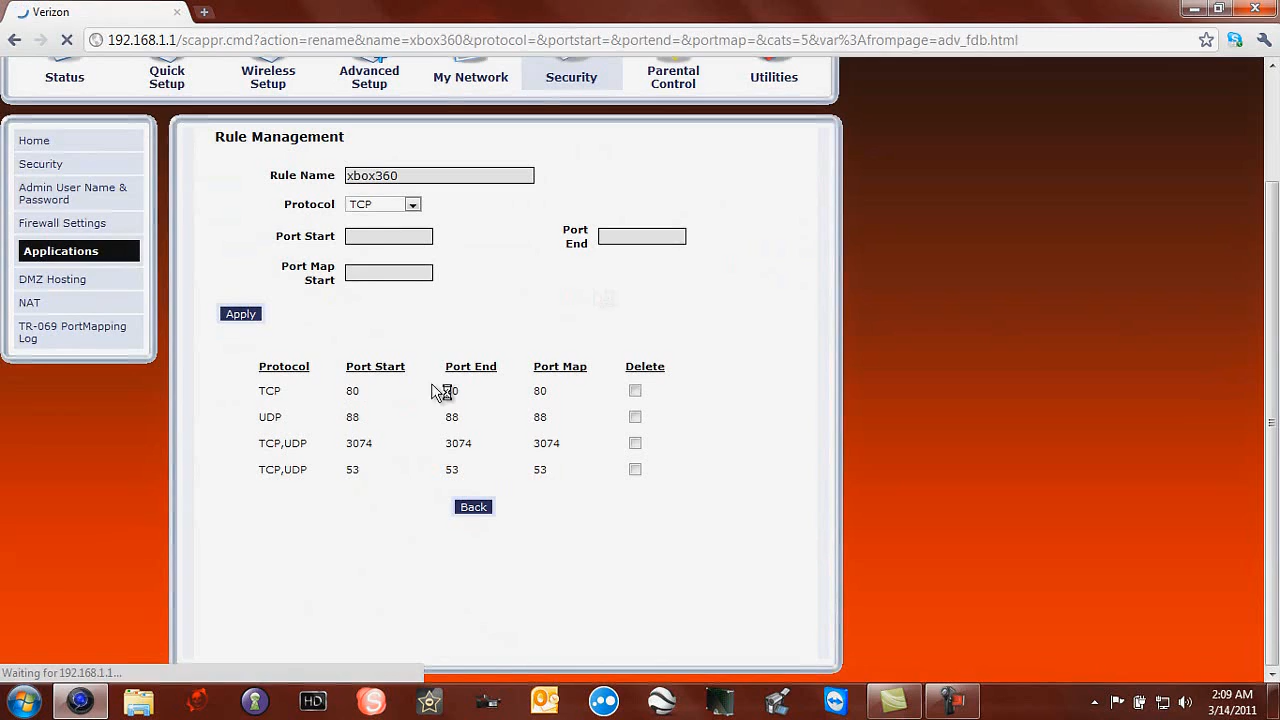 Verizon
192.168.1.1/scappr.cmd?action=rename&name=xbox360&protocol=&portstart=&portend=&portmap=&cats=5&var%3Afrompage=adv_fdb.html
Status
Quick
Setup
Wireless
Setup
Advanced
Setup
My Network
Security
Parental
Control
Utilities
Home
Security
Admin User Name &
Password
Firewall Settings
Applications
DMZ Hosting
NAT
TR-069 PortMapping
Log
Rule Management
Rule Name xbox360
Protocol TCP
Port Start
Port
End
Port Map
Start
Apply
Protocol Port Start Port End Port Map Delete
TCP 80 80
UDP 88 88 88
TCP,UDP 3074 3074 3074
TCP,UDP 53 53 53
Back
Waiting for 192.168.1.1...
HD
2:09 AM
3/14/2011